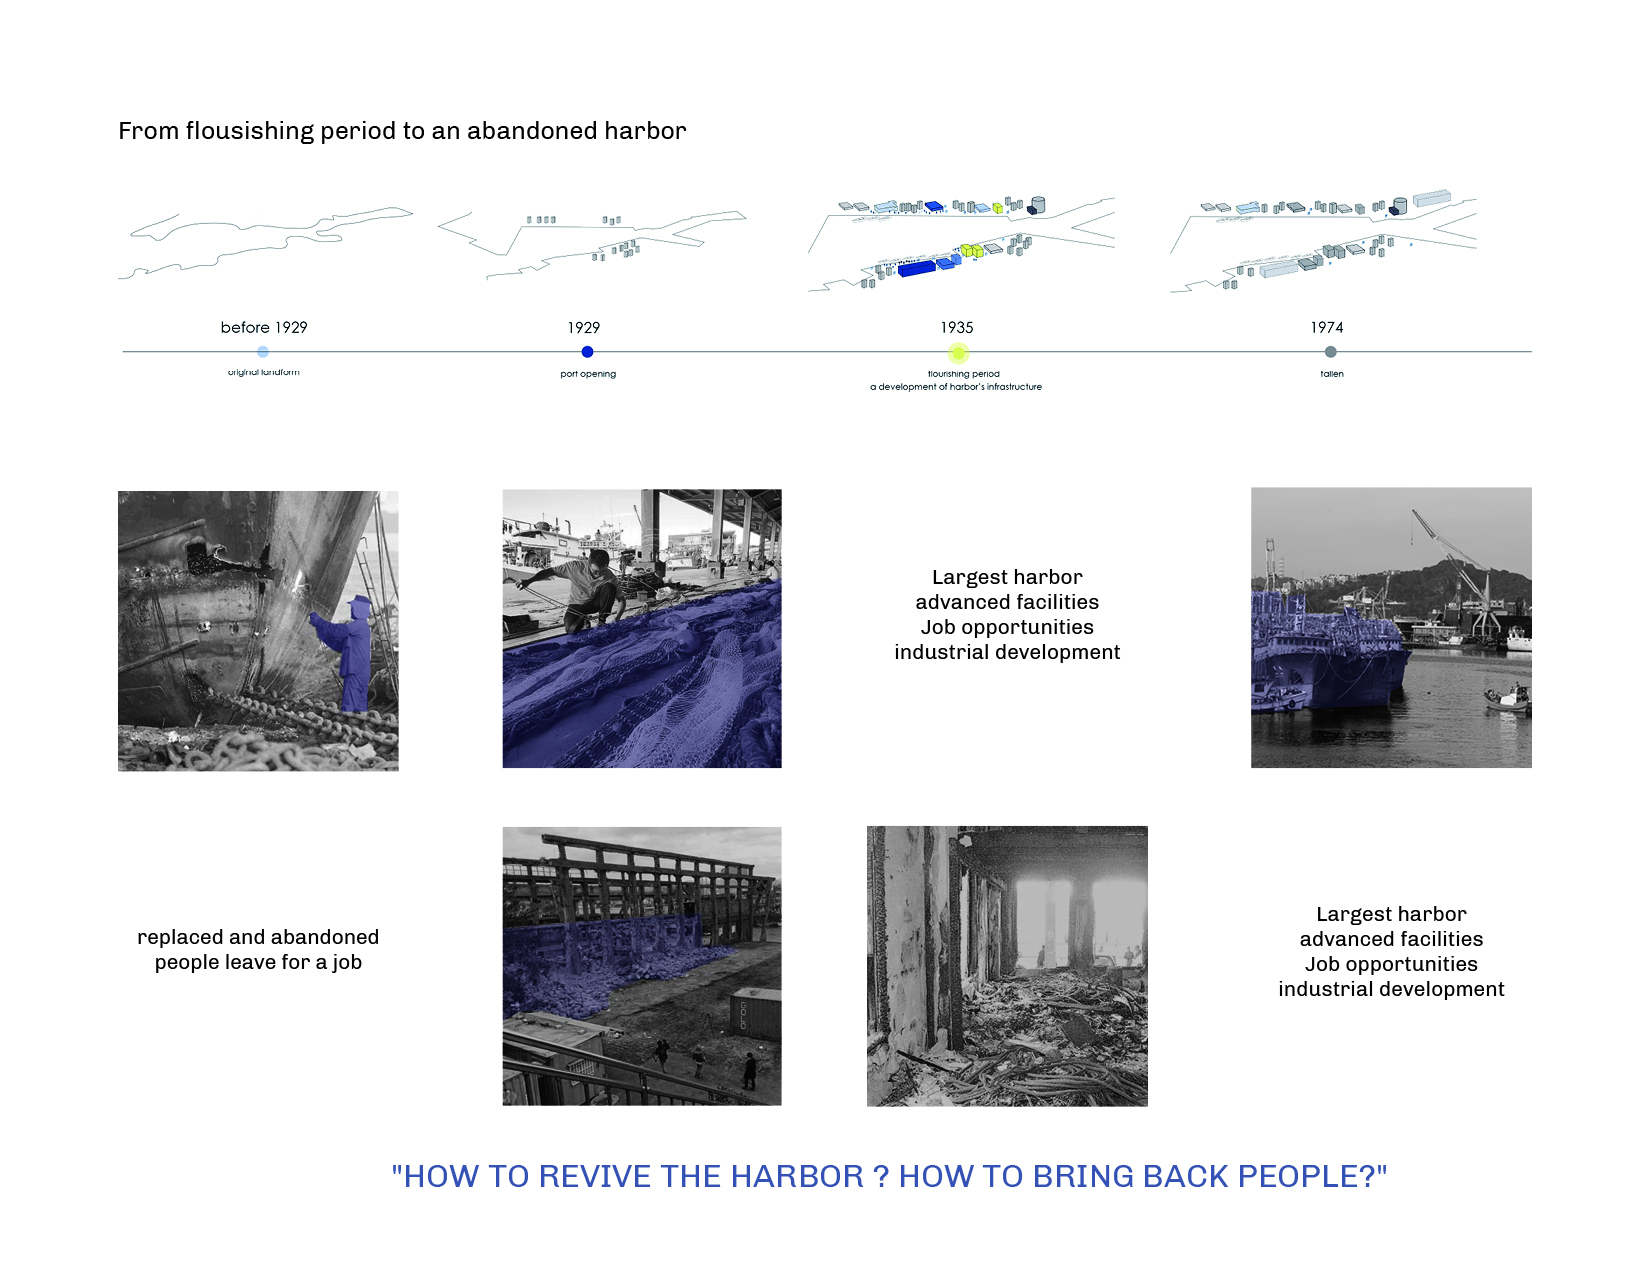 From flousishing period to an abandoned harbor
before 1929
1929
1935
1974
original landform
port opening
flourishing period
a development of harbor's infrastructure
fallen
Largest harbor
advanced facilities
Job opportunities
industrial development
replaced and abandoned
people leave for a job
GOLD
Largest harbor
advanced facilities
Job opportunities
industrial development
"HOW TO REVIVE THE HARBOR ? HOW TO BRING BACK PEOPLE?"